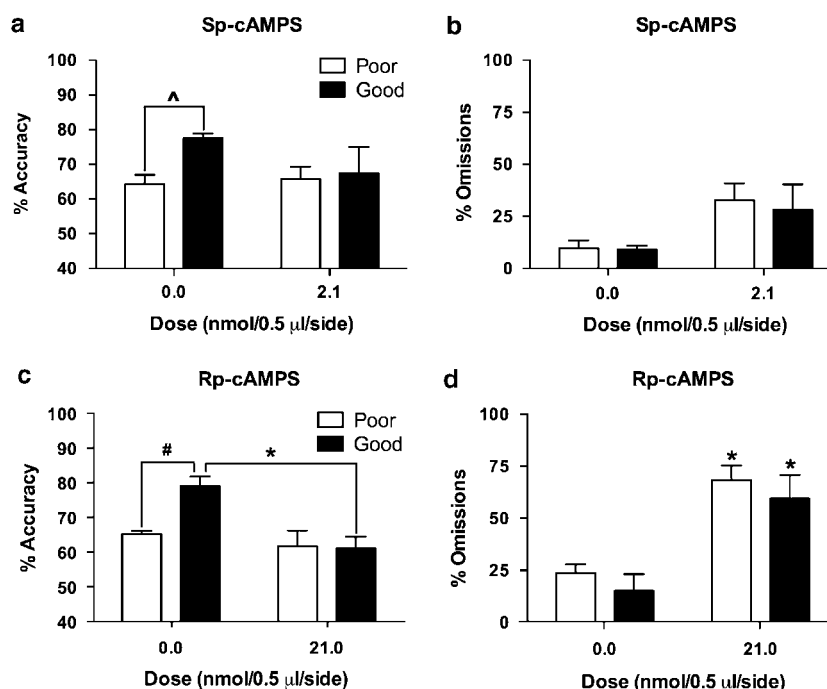 a
Sp-cAMPS
% Accuracy
100
90
80
70
60
50
40
^
Poor
Good
0.0
2.1
Dose (nmol/0.5 µl/side)
b
Sp-cAMPS
% Omissions
100
75
50
25
0
0.0
2.1
Dose (nmol/0.5 µl/side)
c
Rp-cAMPS
% Accuracy
100
90
80
70
60
50
40
#
*
Poor
Good
0.0
21.0
Dose (nmol/0.5 µl/side)
d
Rp-cAMPS
% Omissions
100
75
50
25
0
*
*
0.0
21.0
Dose (nmol/0.5 µl/side)